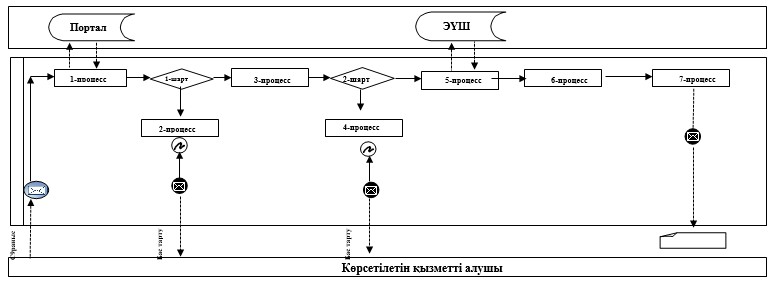 Портал
ЭҮШ
1-процесс
1-шарт
3-процесс
2-шарт
5-процесс
6-процесс
7-процесс
2-процесс
4-процесс
Сұраныс
Бас тарту
Бас тарту
Көрсетілетін қызметті алушы